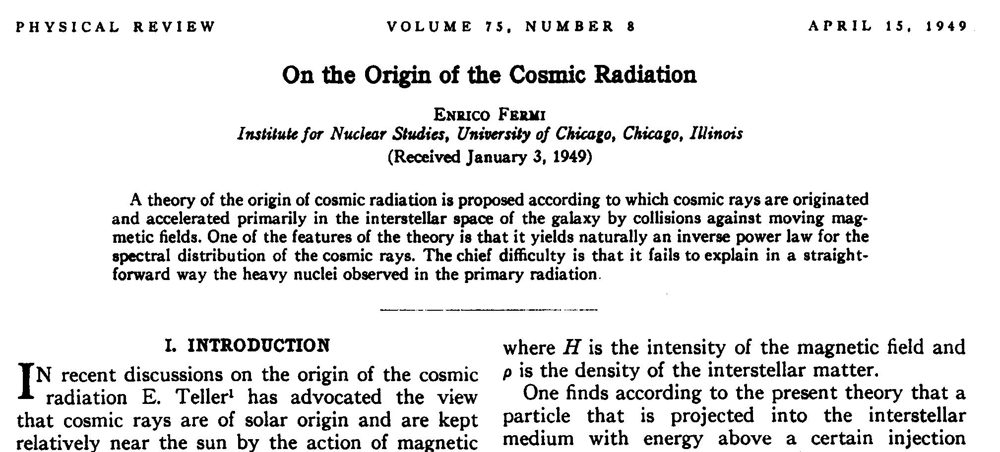 PHYSICAL REVIEW VOLUME 75, NUMBER 8 APRIL 15, 1949
On the Origin of the Cosmic Radiation
ENRICO FERMI
Institute for Nuclear Studies, University of Chicago, Chicago, Illinois
(Received January 3, 1949)
A theory of the origin of cosmic radiation is proposed according to which cosmic rays are originated
and accelerated primarily in the interstellar space of the galaxy by collisions against moving mag-
metic fields. One of the features of the theory is that it yields naturally an inverse power law for the
spectral distribution of the cosmic rays. The chief difficulty is that it fails to explain in a straight-
forward way the heavy nuclei observed in the primary radiation.
I. INTRODUCTION
IN recent discussions on the origin of the cosmic
radiation E. Teller¹ has advocated the view
that cosmic rays are of solar origin and are kept
relatively near the sun by the action of magnetic
where H is the intensity of the magnetic field and
ρ is the density of the interstellar matter.
One finds according to the present theory that a
particle that is projected into the interstellar
medium with energy above a certain injection